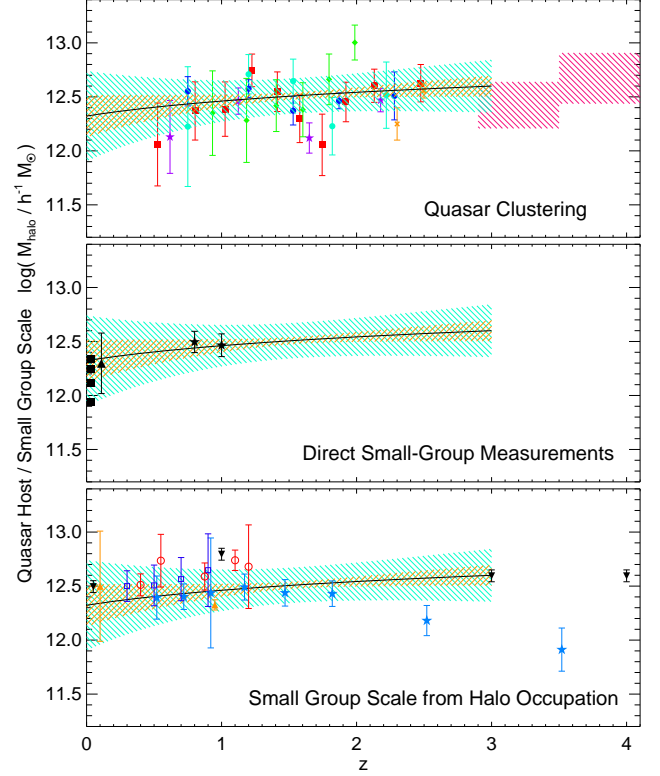 13.0
12.5
12.0
11.5
Quasar Clustering
Quasar Host / Small Group Scale log( M_halo / h⁻¹ M_☉)
13.0
12.5
12.0
11.5
Direct Small-Group Measurements
13.0
12.5
12.0
11.5
Small Group Scale from Halo Occupation
0 1 2 3 4
z